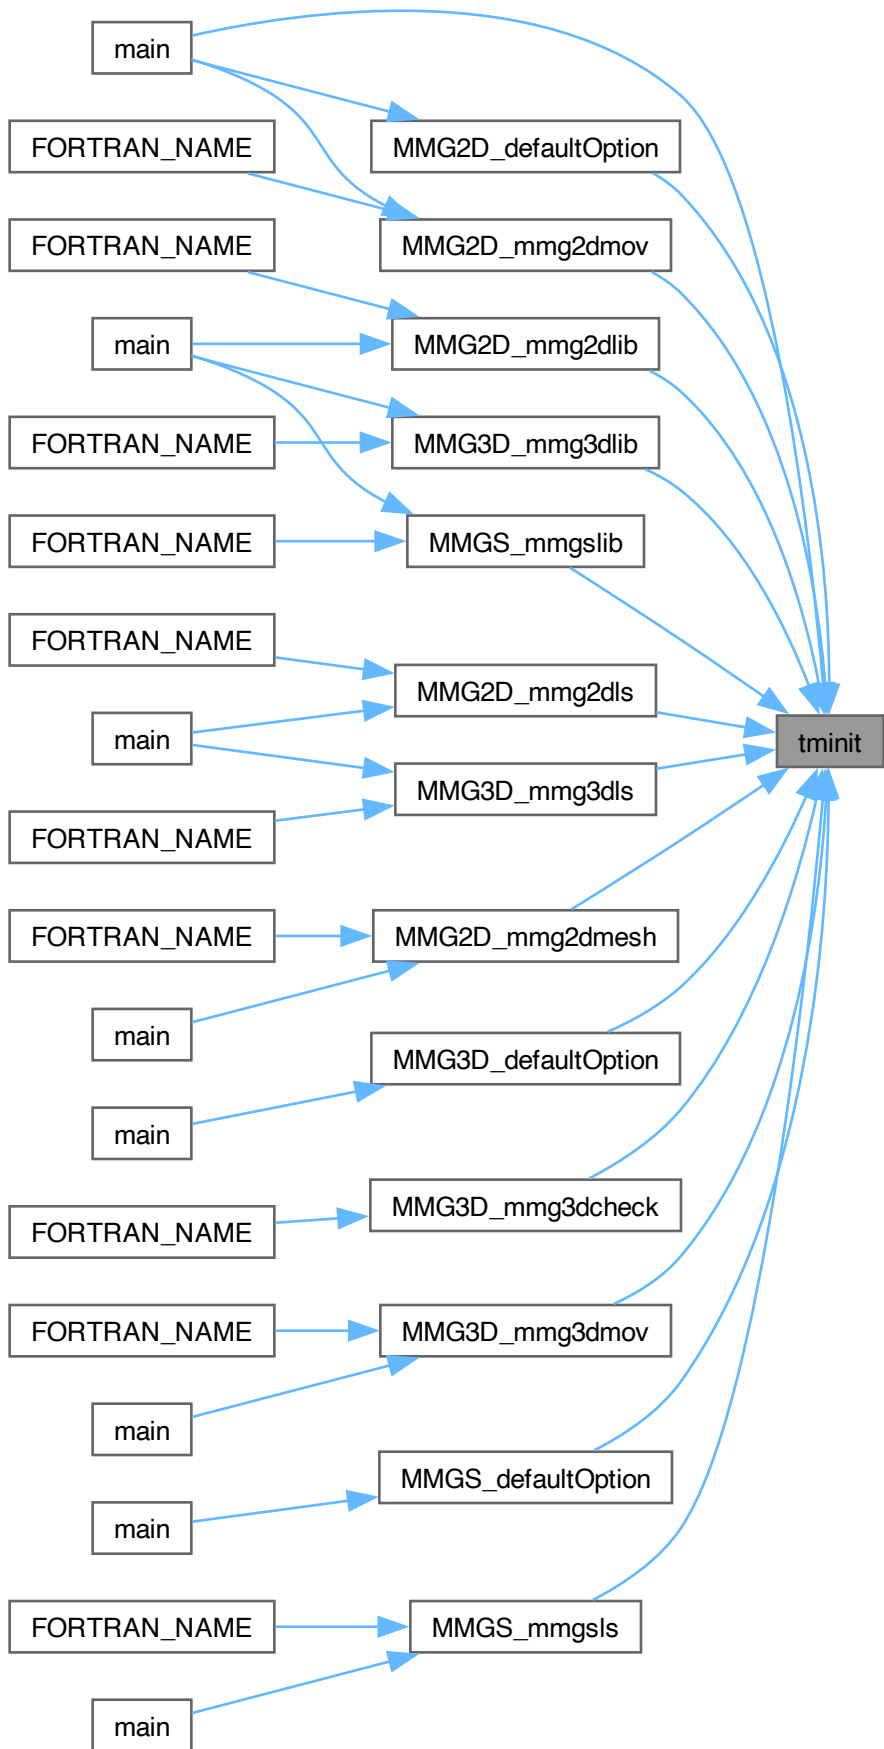 main
FORTRAN_NAME
MMG2D_defaultOption
FORTRAN_NAME
MMG2D_mmg2dmov
main
MMG2D_mmg2dlib
FORTRAN_NAME
MMG3D_mmg3dlib
FORTRAN_NAME
MMGS_mmgslib
FORTRAN_NAME
MMG2D_mmg2dls
main
tminit
MMG3D_mmg3dls
FORTRAN_NAME
FORTRAN_NAME
MMG2D_mmg2dmesh
main
MMG3D_defaultOption
main
MMG3D_mmg3dcheck
FORTRAN_NAME
FORTRAN_NAME
MMG3D_mmg3dmov
main
MMGS_defaultOption
main
FORTRAN_NAME
MMGS_mmgsls
main